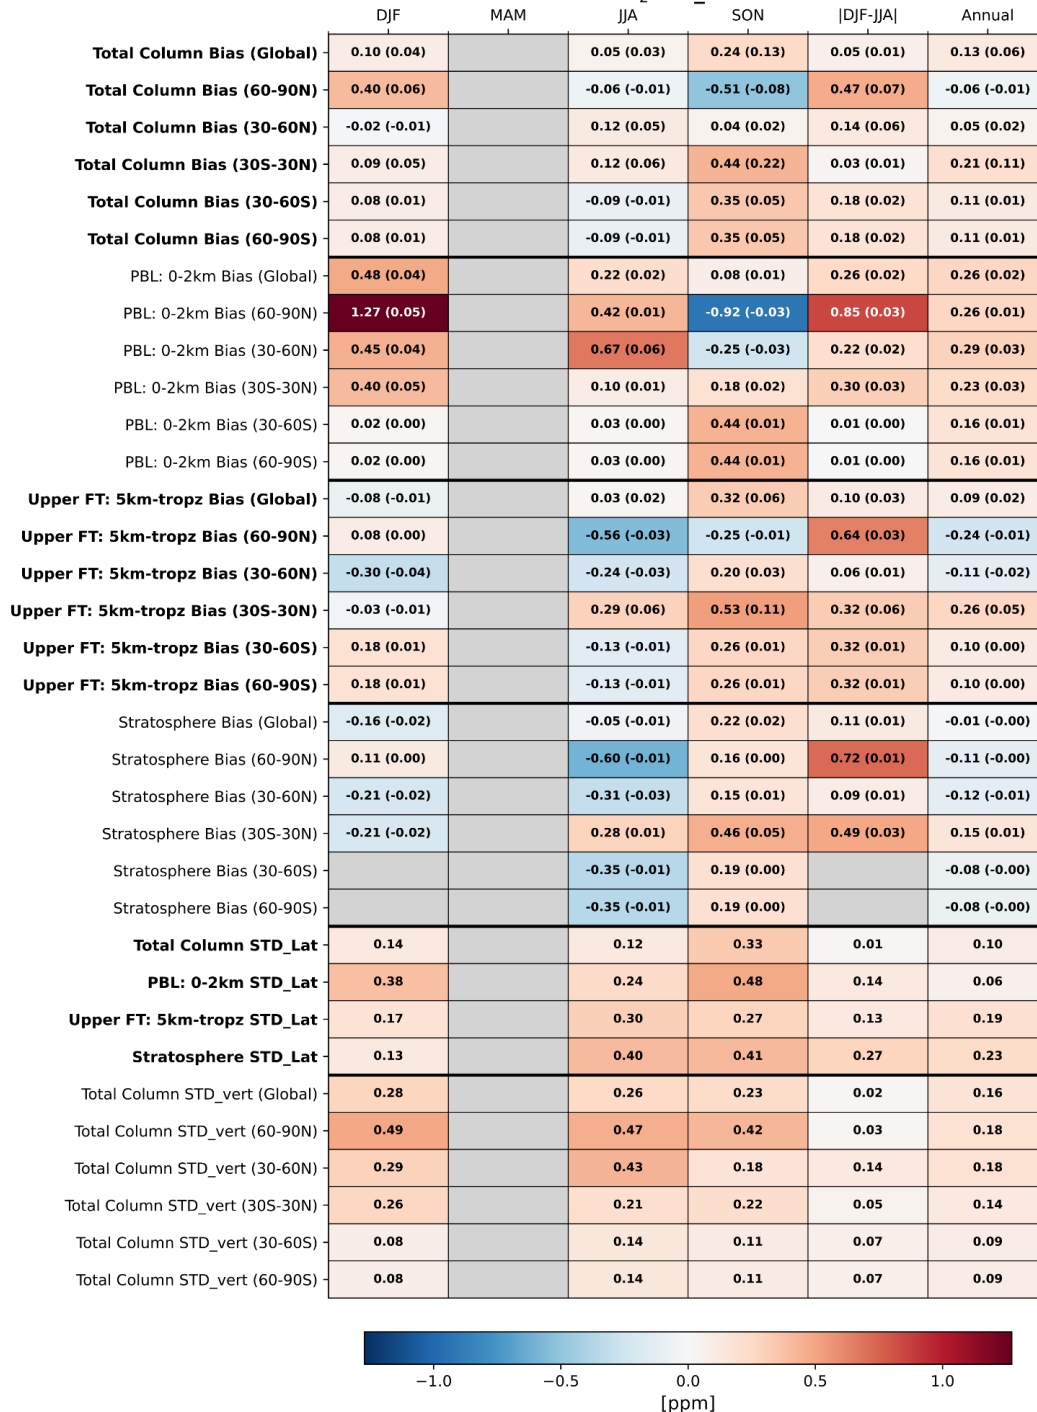 DJF MAM JJA SON |DJF-JJA| Annual
Total Column Bias (Global) 0.10 (0.04) 0.05 (0.03) 0.24 (0.13) 0.05 (0.01) 0.13 (0.06)
Total Column Bias (60-90N) 0.40 (0.06) -0.06 (-0.01) -0.51 (-0.08) 0.47 (0.07) -0.06 (-0.01)
Total Column Bias (30-60N) -0.02 (-0.01) 0.12 (0.05) 0.04 (0.02) 0.14 (0.06) 0.05 (0.02)
Total Column Bias (30S-30N) 0.09 (0.05) 0.12 (0.06) 0.44 (0.22) 0.03 (0.01) 0.21 (0.11)
Total Column Bias (30-60S) 0.08 (0.01) -0.09 (-0.01) 0.35 (0.05) 0.18 (0.02) 0.11 (0.01)
Total Column Bias (60-90S) 0.08 (0.01) -0.09 (-0.01) 0.35 (0.05) 0.18 (0.02) 0.11 (0.01)
PBL: 0-2km Bias (Global) 0.48 (0.04) 0.22 (0.02) 0.08 (0.01) 0.26 (0.02) 0.26 (0.02)
PBL: 0-2km Bias (60-90N) 1.27 (0.05) 0.42 (0.01) -0.92 (-0.03) 0.85 (0.03) 0.26 (0.01)
PBL: 0-2km Bias (30-60N) 0.45 (0.04) 0.67 (0.06) -0.25 (-0.03) 0.22 (0.02) 0.29 (0.03)
PBL: 0-2km Bias (30S-30N) 0.40 (0.05) 0.10 (0.01) 0.18 (0.02) 0.30 (0.03) 0.23 (0.03)
PBL: 0-2km Bias (30-60S) 0.02 (0.00) 0.03 (0.00) 0.44 (0.01) 0.01 (0.00) 0.16 (0.01)
PBL: 0-2km Bias (60-90S) 0.02 (0.00) 0.03 (0.00) 0.44 (0.01) 0.01 (0.00) 0.16 (0.01)
Upper FT: 5km-tropz Bias (Global) -0.08 (-0.01) 0.03 (0.02) 0.32 (0.06) 0.10 (0.03) 0.09 (0.02)
Upper FT: 5km-tropz Bias (60-90N) 0.08 (0.00) -0.56 (-0.03) -0.25 (-0.01) 0.64 (0.03) -0.24 (-0.01)
Upper FT: 5km-tropz Bias (30-60N) -0.30 (-0.04) -0.24 (-0.03) 0.20 (0.03) 0.06 (0.01) -0.11 (-0.02)
Upper FT: 5km-tropz Bias (30S-30N) -0.03 (-0.01) 0.29 (0.06) 0.53 (0.11) 0.32 (0.06) 0.26 (0.05)
Upper FT: 5km-tropz Bias (30-60S) 0.18 (0.01) -0.13 (-0.01) 0.26 (0.01) 0.32 (0.01) 0.10 (0.00)
Upper FT: 5km-tropz Bias (60-90S) 0.18 (0.01) -0.13 (-0.01) 0.26 (0.01) 0.32 (0.01) 0.10 (0.00)
Stratosphere Bias (Global) -0.16 (-0.02) -0.05 (-0.01) 0.22 (0.02) 0.11 (0.01) -0.01 (-0.00)
Stratosphere Bias (60-90N) 0.11 (0.00) -0.60 (-0.01) 0.16 (0.00) 0.72 (0.01) -0.11 (-0.00)
Stratosphere Bias (30-60N) -0.21 (-0.02) -0.31 (-0.03) 0.15 (0.01) 0.09 (0.01) -0.12 (-0.01)
Stratosphere Bias (30S-30N) -0.21 (-0.02) 0.28 (0.01) 0.46 (0.05) 0.49 (0.03) 0.15 (0.01)
Stratosphere Bias (30-60S) -0.35 (-0.01) 0.19 (0.00) -0.08 (-0.00)
Stratosphere Bias (60-90S) -0.35 (-0.01) 0.19 (0.00) -0.08 (-0.00)
Total Column STD_Lat 0.14 0.12 0.33 0.01 0.10
PBL: 0-2km STD_Lat 0.38 0.24 0.48 0.14 0.06
Upper FT: 5km-tropz STD_Lat 0.17 0.30 0.27 0.13 0.19
Stratosphere STD_Lat 0.13 0.40 0.41 0.27 0.23
Total Column STD_vert (Global) 0.28 0.26 0.23 0.02 0.16
Total Column STD_vert (60-90N) 0.49 0.47 0.42 0.03 0.18
Total Column STD_vert (30-60N) 0.29 0.43 0.18 0.14 0.18
Total Column STD_vert (30S-30N) 0.26 0.21 0.22 0.05 0.14
Total Column STD_vert (30-60S) 0.08 0.14 0.11 0.07 0.09
Total Column STD_vert (60-90S) 0.08 0.14 0.11 0.07 0.09
−1.0 −0.5 0.0 0.5 1.0
[ppm]